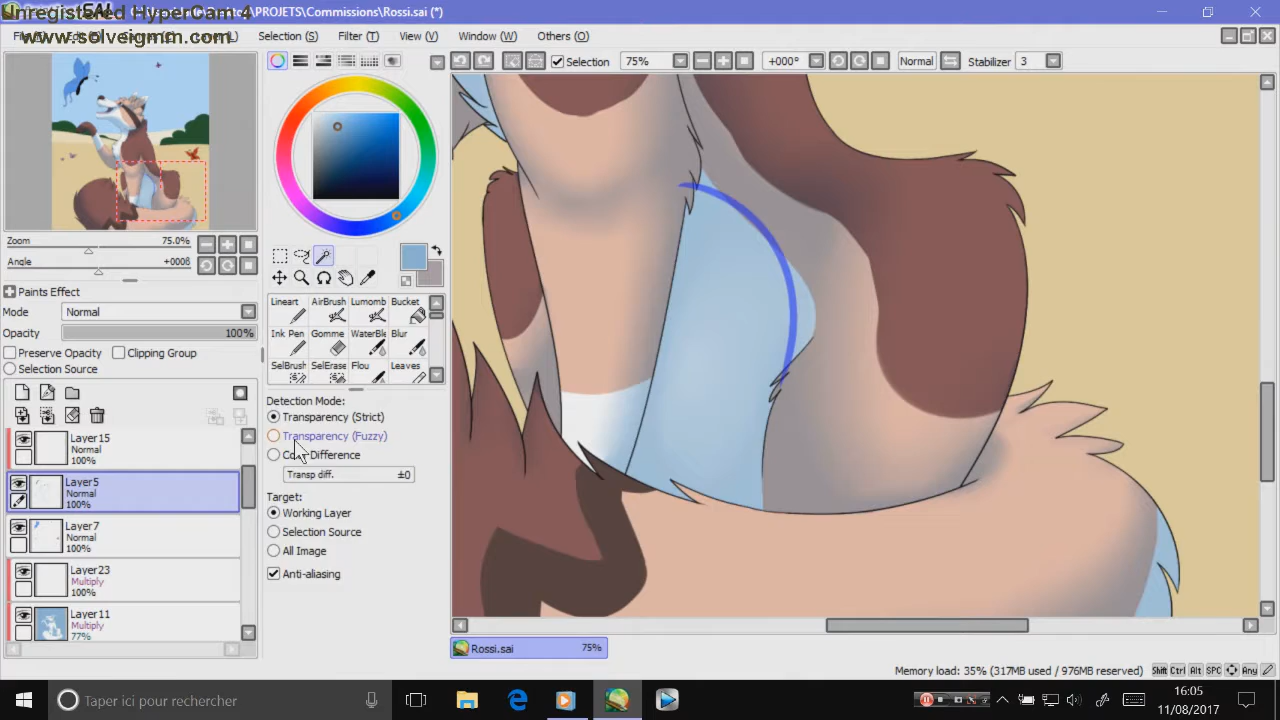 Unregistered HyperCam 4
www.solveigmm.com
SAI
\PROJETS\Commissions\Rossi.sai (*)
Selection (S) Filter (T) View (V) Window (W) Others (O)
Selection 75% +000° Normal Stabilizer 3
Zoom 75.0%
Angle +0008
Paints Effect
Mode Normal
Opacity 100%
Preserve Opacity Clipping Group
Selection Source
Layer15
Normal
100%
Layer5
Normal
100%
Layer7
Normal
100%
Layer23
Multiply
100%
Layer11
Multiply
77%
Lineart AirBrush Lumomb Bucket
Ink Pen Gomme WaterBle Blur
SelBrush SelErase Flou Leaves
Detection Mode:
Transparency (Strict)
Transparency (Fuzzy)
Difference
Transp diff. ±0
Target:
Working Layer
Selection Source
All Image
Anti-aliasing
Rossi.sai 75%
Memory load: 35% (317MB used / 976MB reserved) Shift Ctrl Alt SPC Any
Taper ici pour rechercher
16:05
11/08/2017